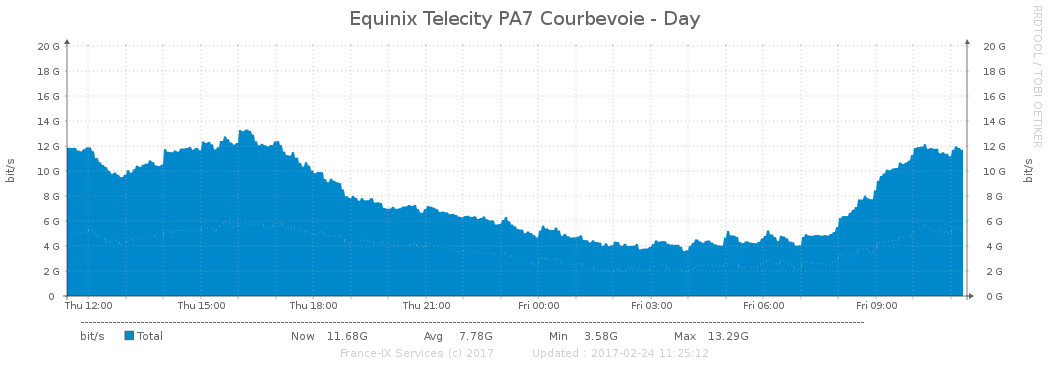 Equinix Telecity PA7 Courbevoie - Day
RRDTOOL / TOBI OETIKER
20 G 20 G
18 G 18 G
16 G 16 G
14 G 14 G
12 G 12 G
10 G 10 G
8 G 8 G
6 G 6 G
4 G 4 G
2 G 2 G
0 0 G
bit/s bit/s
Thu 12:00 Thu 15:00 Thu 18:00 Thu 21:00 Fri 00:00 Fri 03:00 Fri 06:00 Fri 09:00
bit/s Total Now 11.68G Avg 7.78G Min 3.58G Max 13.29G
France-IX Services (c) 2017 Updated : 2017-02-24 11:25:12